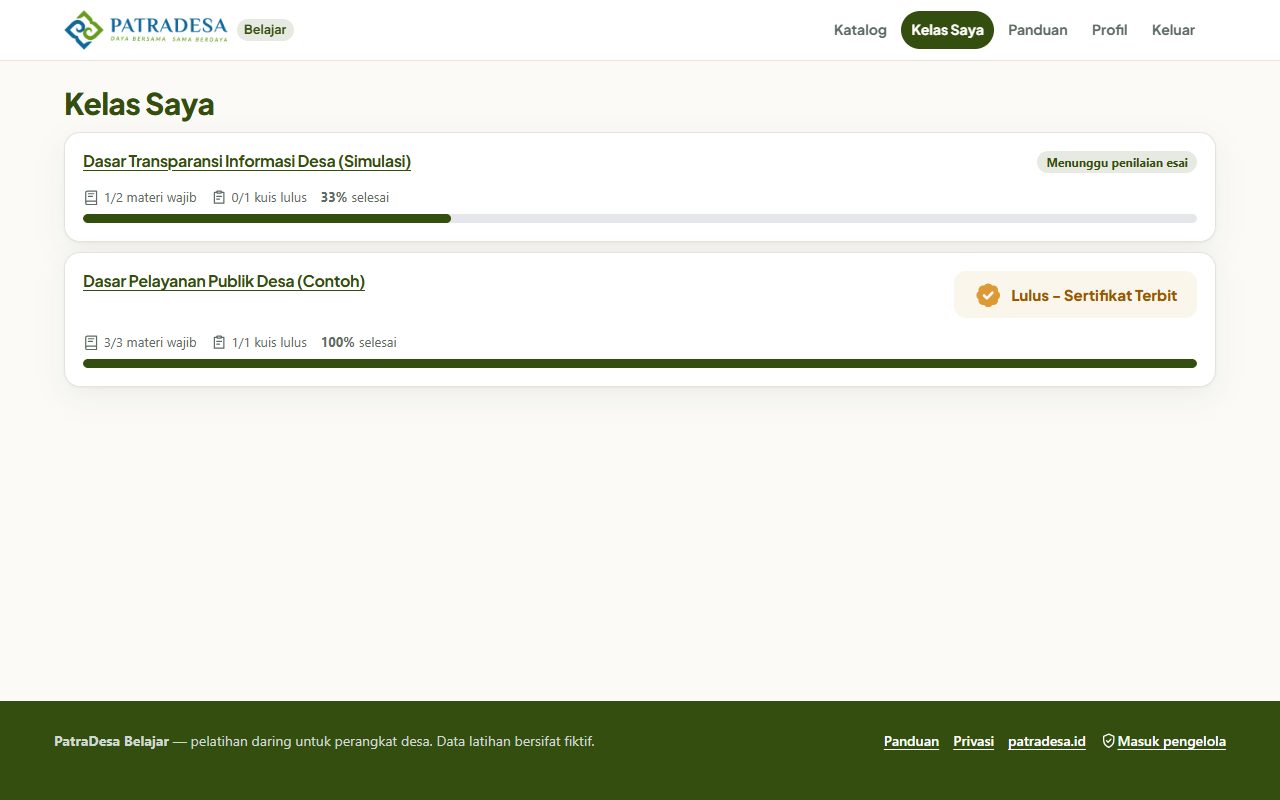 PATRADESA
DAYA BERSAMA SAMA BERDAYA
Belajar
Katalog
Kelas Saya
Panduan
Profil
Keluar
Kelas Saya
Dasar Transparansi Informasi Desa (Simulasi)
Menunggu penilaian esai
1/2 materi wajib 0/1 kuis lulus 33% selesai
Dasar Pelayanan Publik Desa (Contoh)
Lulus – Sertifikat Terbit
3/3 materi wajib 1/1 kuis lulus 100% selesai
PatraDesa Belajar — pelatihan daring untuk perangkat desa. Data latihan bersifat fiktif.
Panduan
Privasi
patradesa.id
Masuk pengelola